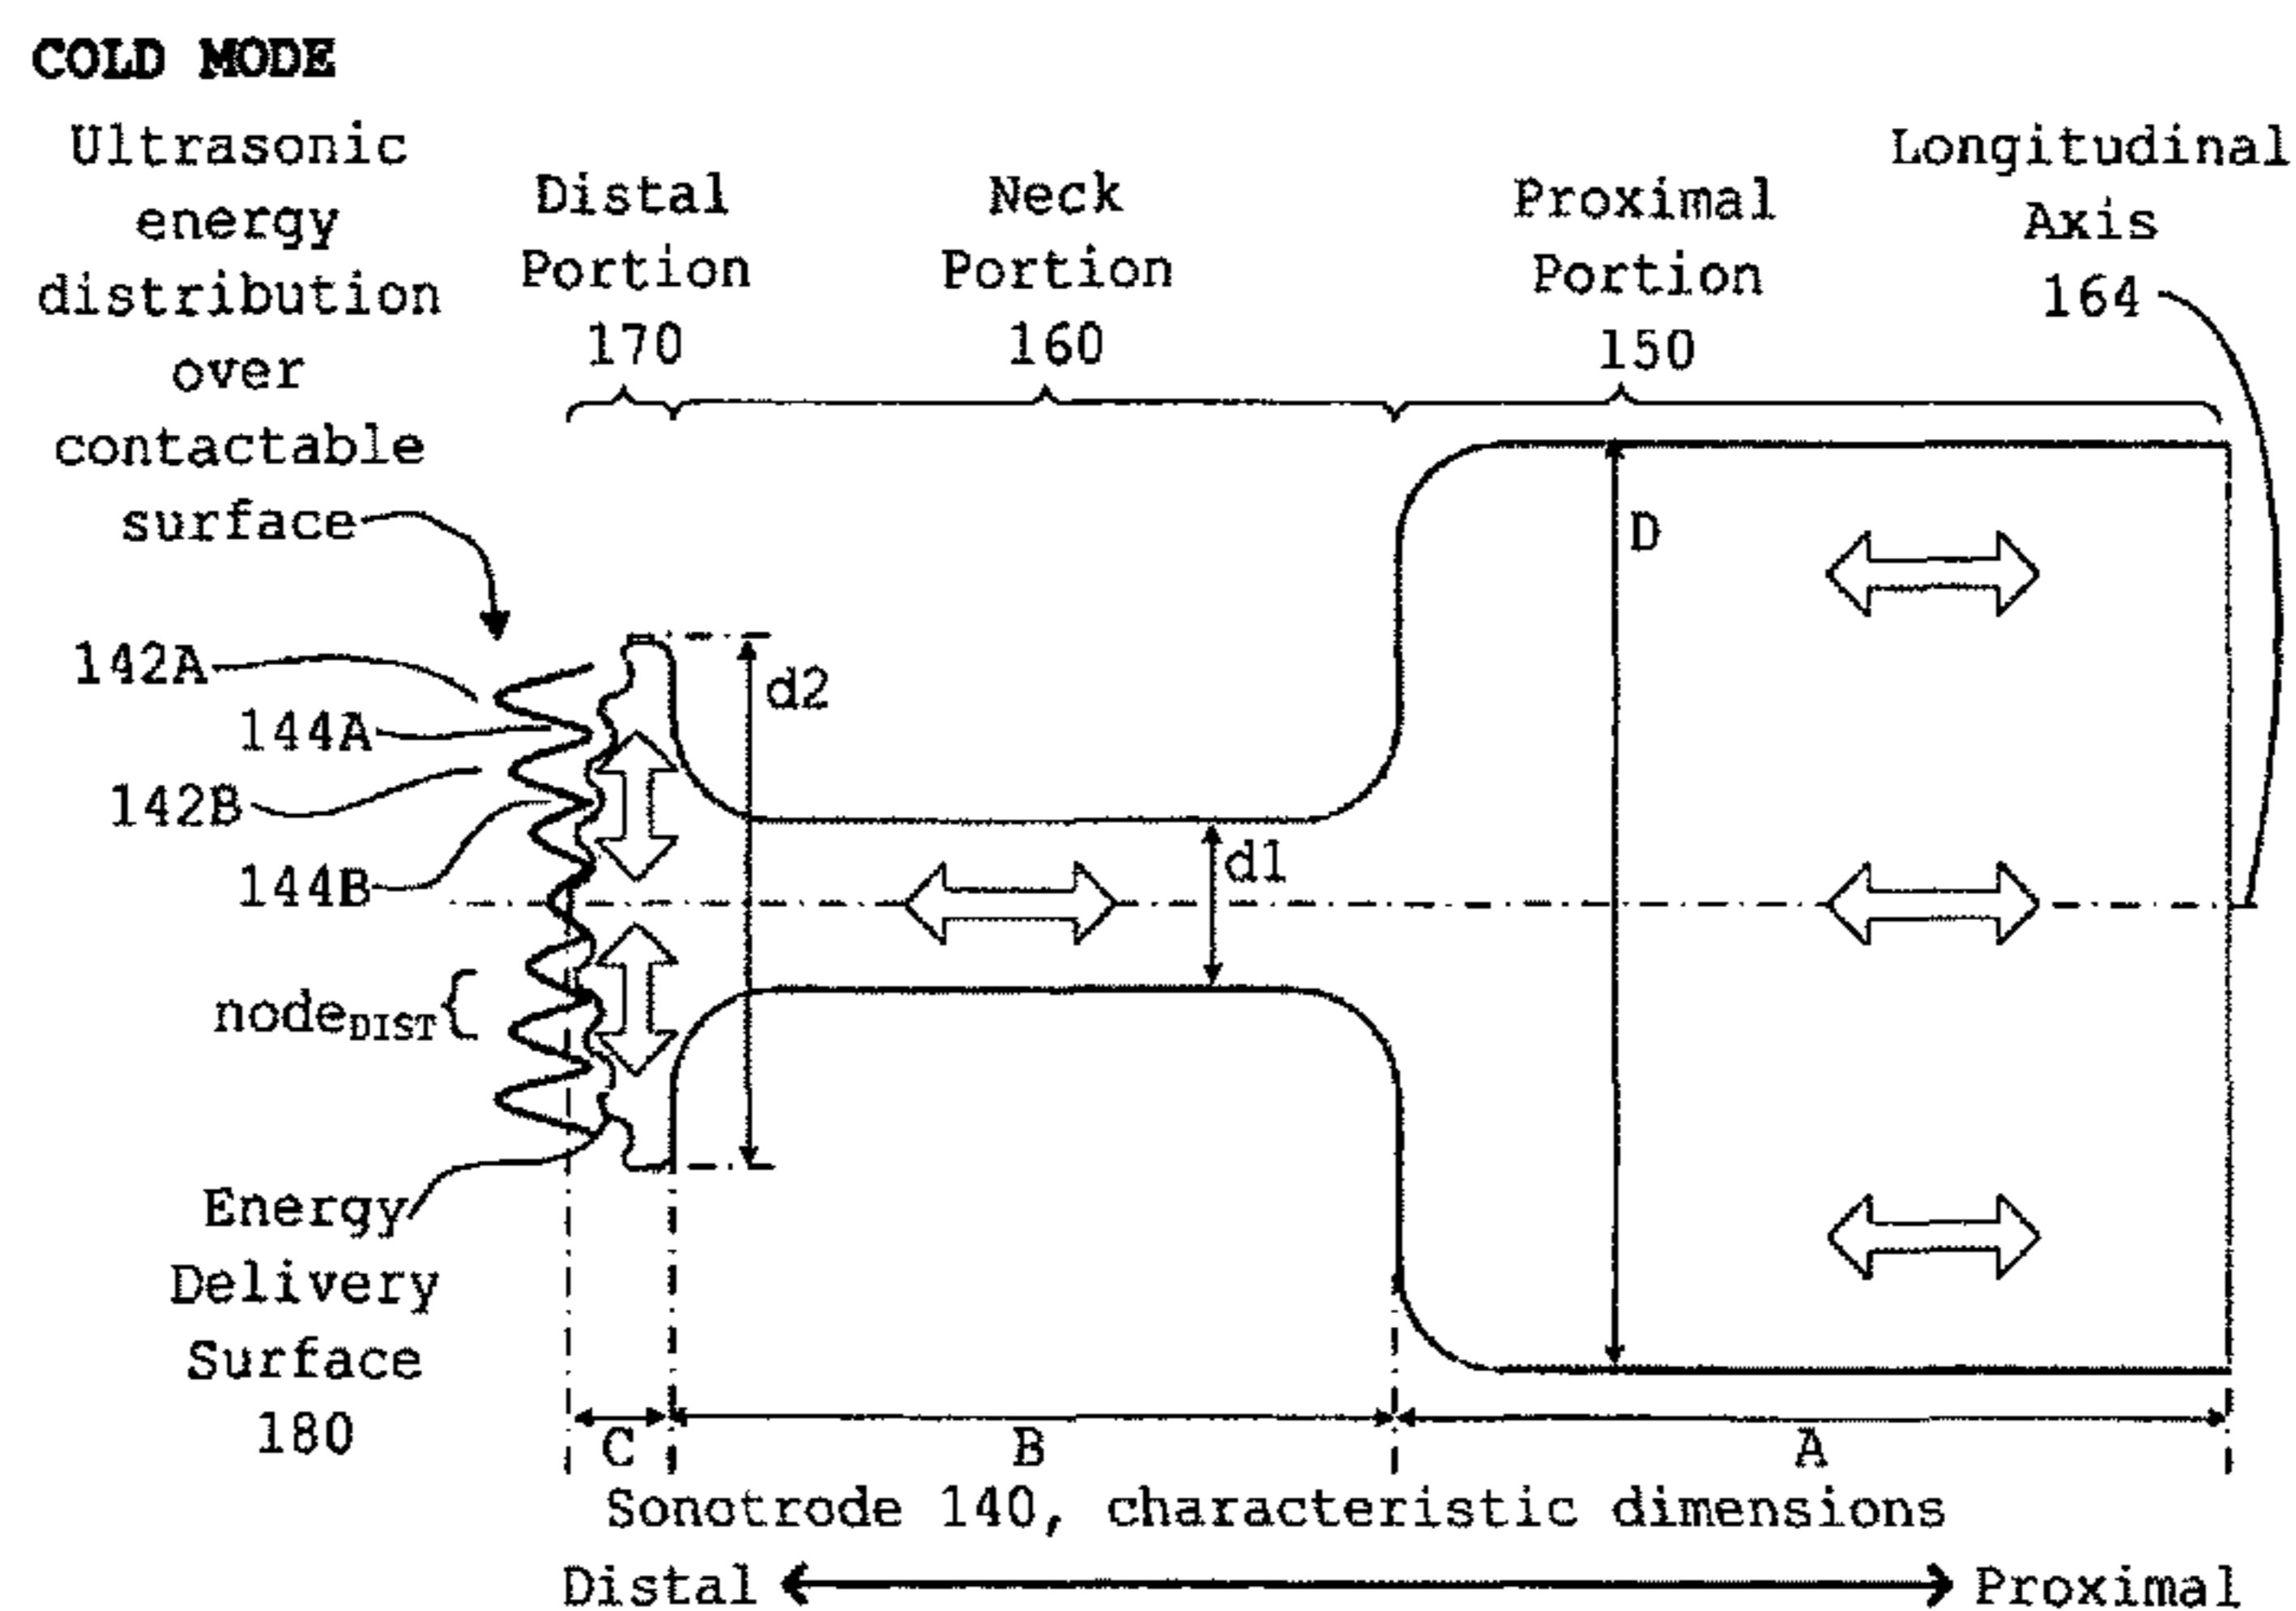 COLD MODE
Ultrasonic
energy
distribution
over
contactable
surface
Distal
Portion
170
Neck
Portion
160
Proximal
Portion
150
Longitudinal
Axis
164
D
142A
144A
142B
144B
d2
d1
nodeDIST
Energy
Delivery
Surface
180
C
B
A
Sonotrode 140, characteristic dimensions
Distal
Proximal